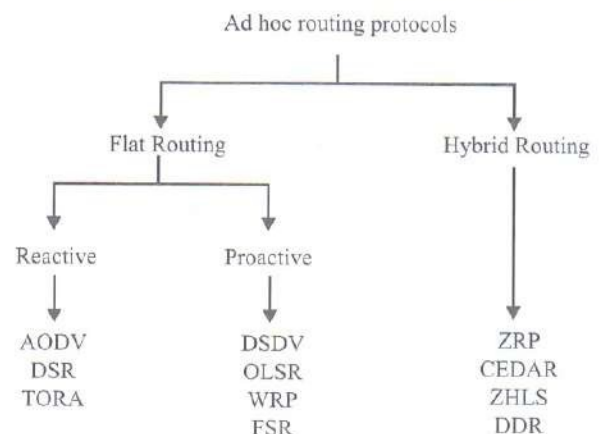 Ad hoc routing protocols
Flat Routing
Hybrid Routing
Reactive
Proactive
AODV
DSR
TORA
DSDV
OLSR
WRP
FSR
ZRP
CEDAR
ZHLS
DDR